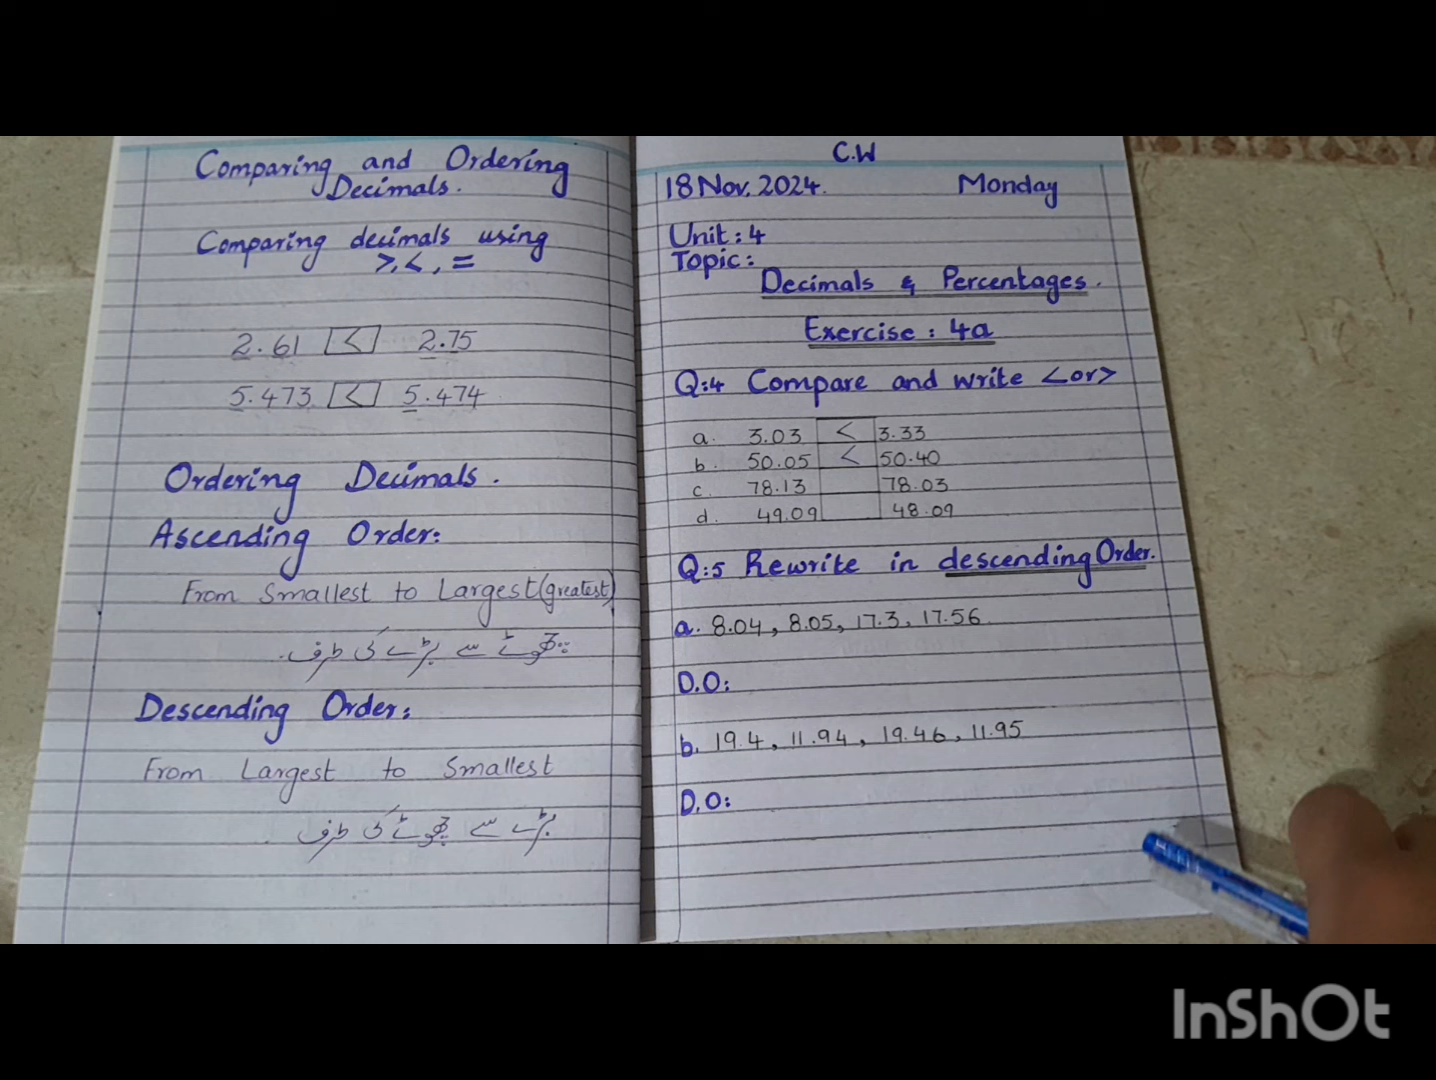 Comparing and Ordering
Decimals.
Comparing decimals using
>, <, =
2.61 < 2.75
5.473 < 5.474
Ordering Decimals.
Ascending Order:
From Smallest to Largest (greatest)
چھوٹے سے بڑے کی طرف.
Descending Order:
From Largest to Smallest
بڑے سے چھوٹے کی طرف.
C.W
18 Nov. 2024. Monday
Unit: 4
Topic:
Decimals & Percentages.
Exercise: 4a
Q:4 Compare and write < or >
a. 3.03 < 3.33
b. 50.05 < 50.40
c. 78.13 78.03
d. 49.09 48.09
Q:5 Rewrite in descending Order.
a. 8.04, 8.05, 17.3, 17.56
D.O:
b. 19.4, 11.94, 19.46, 11.95
D.O:
InShOt